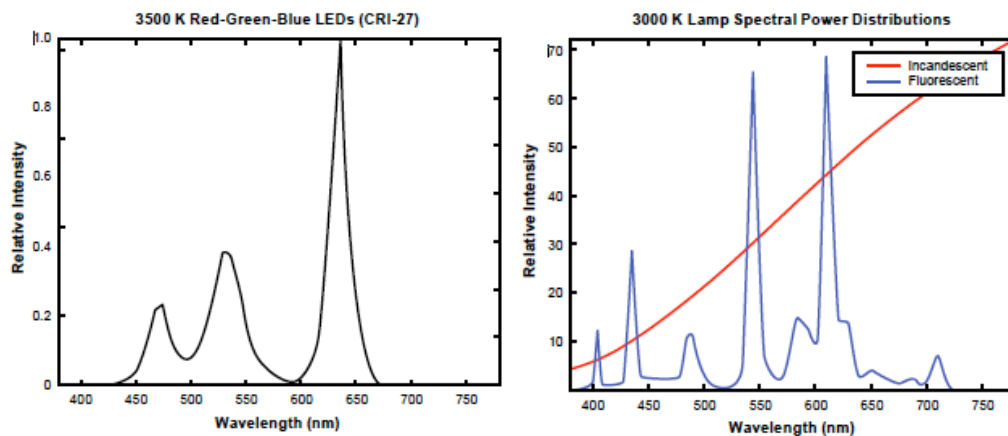 3500 K Red-Green-Blue LEDs (CRI-27)
1.0
0.8
0.6
0.4
0.2
0
400 450 500 550 600 650 700 750
Wavelength (nm)
Relative Intensity
3000 K Lamp Spectral Power Distributions
70
60
50
40
30
20
10
400 450 500 550 600 650 700 750
Wavelength (nm)
Relative Intensity
Incandescent
Fluorescent